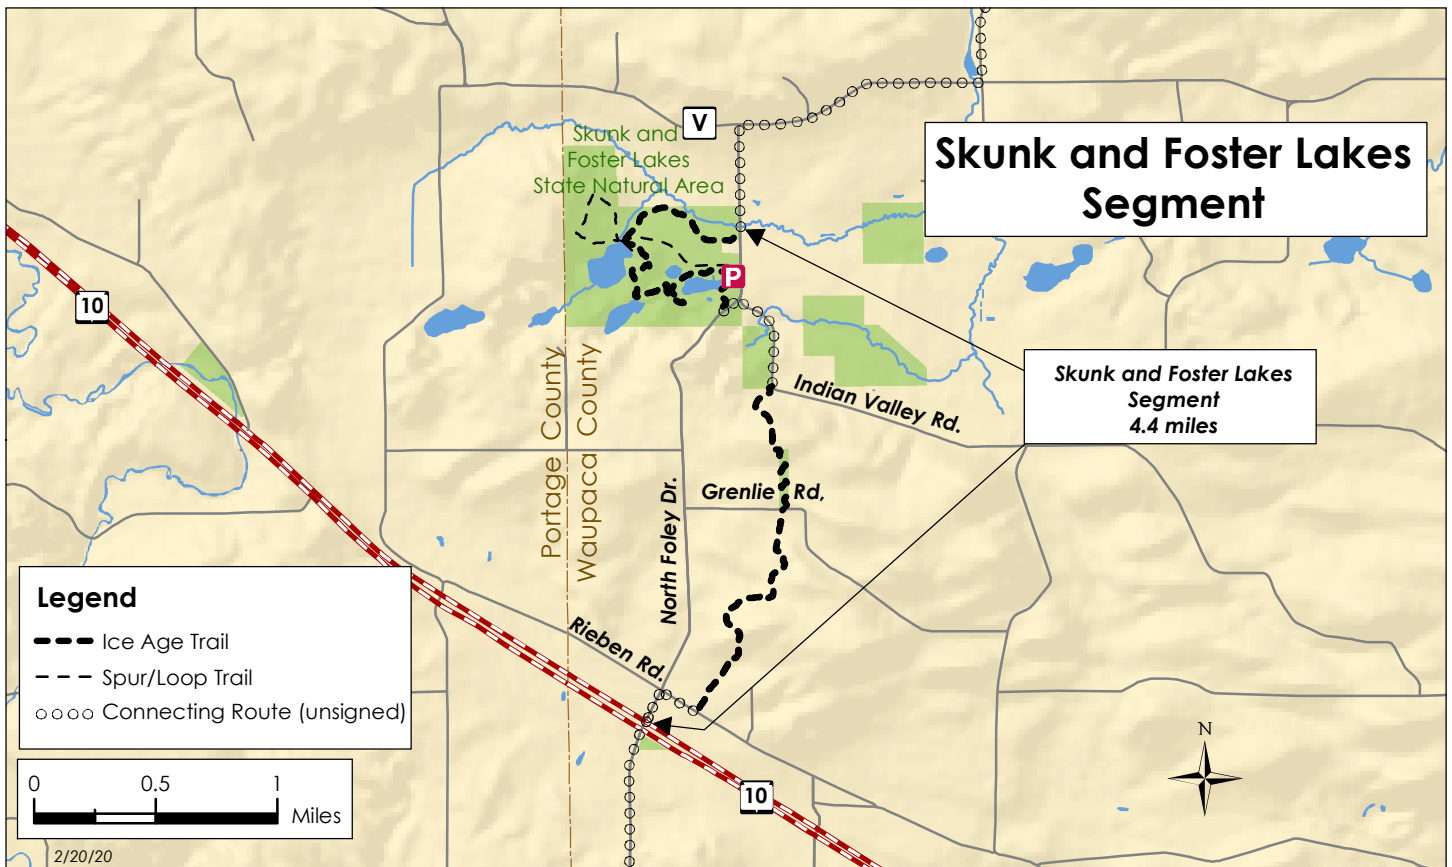 V
Skunk and
Foster Lakes
State Natural Area
Skunk and Foster Lakes
Segment
10
P
Skunk and Foster Lakes
Segment
4.4 miles
Indian Valley Rd.
Portage County
Waupaca County
Grenlie Rd,
North Foley Dr.
Rieben Rd.
Legend
Ice Age Trail
Spur/Loop Trail
Connecting Route (unsigned)
N
10
0 0.5 1
Miles
2/20/20